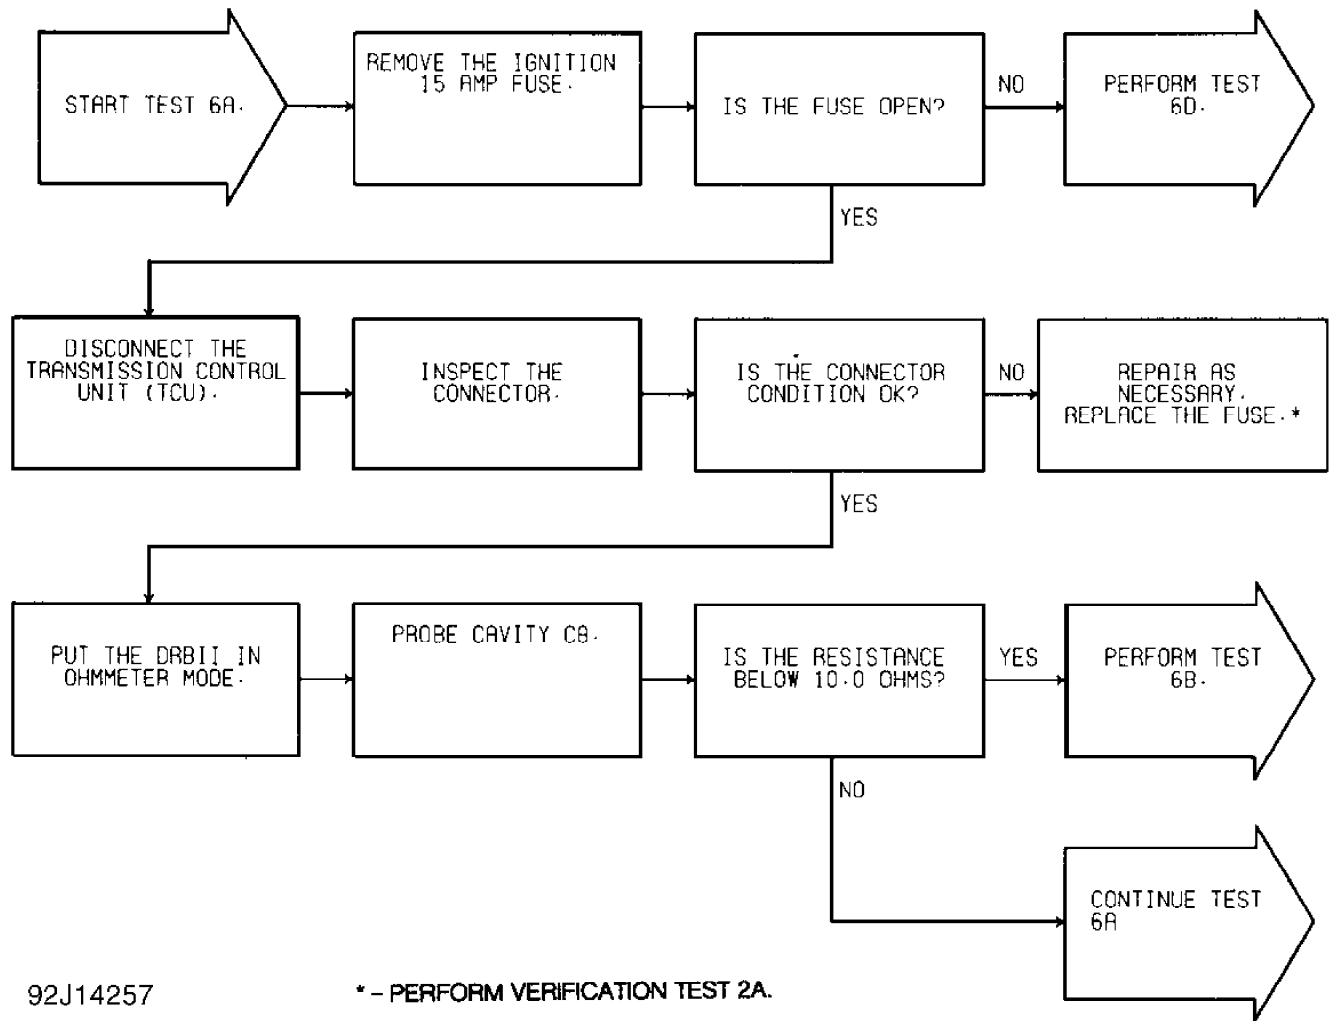 START TEST 6A.
REMOVE THE IGNITION
15 AMP FUSE.
IS THE FUSE OPEN?
NO
PERFORM TEST
6D.
YES
DISCONNECT THE
TRANSMISSION CONTROL
UNIT (TCU).
INSPECT THE
CONNECTOR.
IS THE CONNECTOR
CONDITION OK?
NO
REPAIR AS
NECESSARY.
REPLACE THE FUSE.*
YES
PUT THE DRBII IN
OHMMETER MODE.
PROBE CAVITY C8.
IS THE RESISTANCE
BELOW 10.0 OHMS?
YES
PERFORM TEST
6B.
NO
CONTINUE TEST
6A
92J14257
* – PERFORM VERIFICATION TEST 2A.